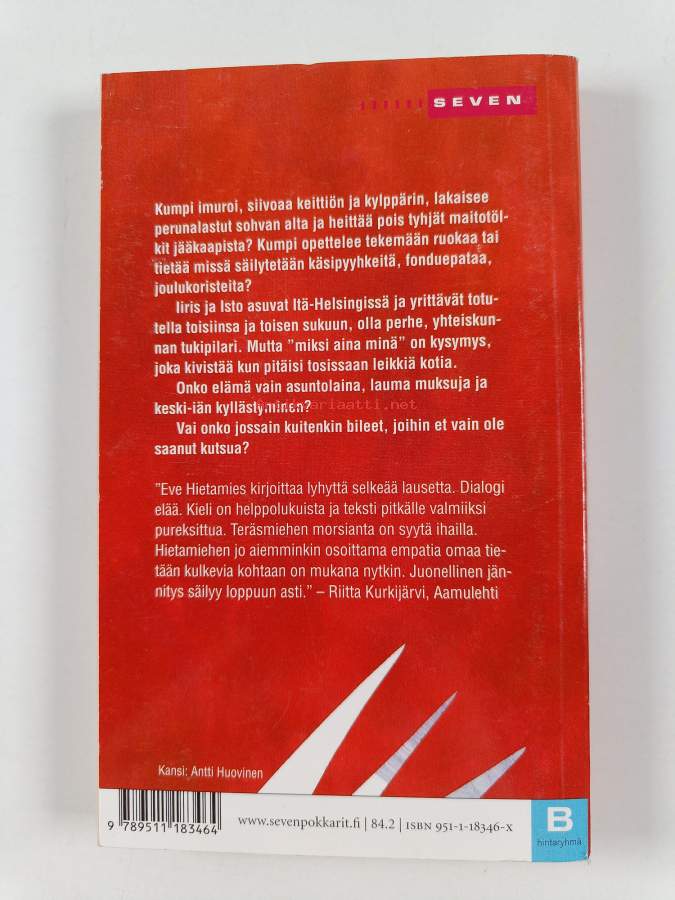 SEVEN
Kumpi imuroi, siivoaa keittiön ja kylppärin, lakaisee
perunalastut sohvan alta ja heittää pois tyhjät maitotöl-
kit jääkaapista? Kumpi opettelee tekemään ruokaa tai
tietää missä säilytetään käsipyyhkeitä, fonduepataa,
joulukoristeita?
Iiris ja Isto asuvat Itä-Helsingissä ja yrittävät totu-
tella toisiinsa ja toisen sukuun, olla perhe, yhteiskun-
nan tukipilari. Mutta "miksi aina minä" on kysymys,
joka kivistää kun pitäisi tosissaan leikkiä kotia.
Onko elämä vain asuntolaina, lauma muksuja ja
keski-iän kyllästyminen?
Vai onko jossain kuitenkin bileet, joihin et vain ole
saanut kutsua?
"Eve Hietamies kirjoittaa lyhyttä selkeää lausetta. Dialogi
elää. Kieli on helppolukuista ja teksti pitkälle valmiiksi
pureksittua. Teräsmiehen morsianta on syytä ihailla.
Hietamiehen jo aiemminkin osoittama empatia omaa tie-
tään kulkevia kohtaan on mukana nytkin. Juonellinen jän-
nitys säilyy loppuun asti." – Riitta Kurkijärvi, Aamulehti
Kansi: Antti Huovinen
9 789511 183464
www.sevenpokkarit.fi | 84.2 | ISBN 951-1-18346-X
B
hintaryhmä